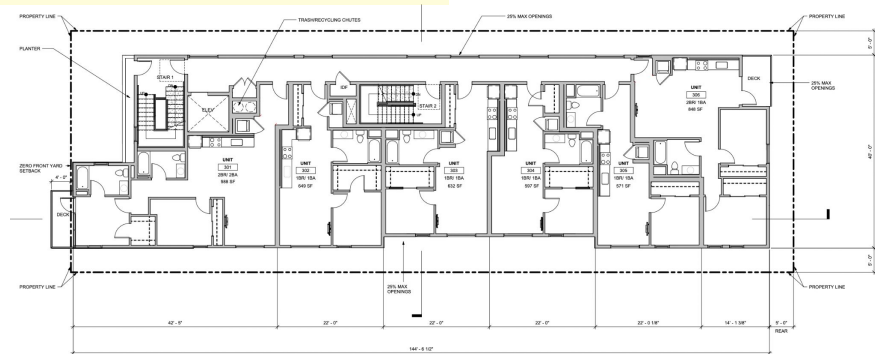 PROPERTY LINE
TRASH/RECYCLING CHUTES
25% MAX OPENINGS
PROPERTY LINE
PLANTER
STAIR 1
UP
ELEV
IDF
STAIR 2
UP
UNIT
306
2BR/ 1BA
846 SF
DECK
25% MAX
OPENINGS
5' - 0"
40' - 0"
5' - 0"
ZERO FRONT YARD
SETBACK
4' - 0"
DECK
UNIT
301
2BR/ 2BA
UNIT
302
1BR/ 1BA
649 SF
UNIT
303
1BR/ 1BA
632 SF
UNIT
304
1BR/ 1BA
597 SF
UNIT
305
1BR/ 1BA
571 SF
25% MAX
OPENINGS
PROPERTY LINE
PROPERTY LINE
42' - 5"
22' - 0"
22' - 0"
22' - 0"
22' - 0 1/8"
14' - 1 3/8"
5' - 0"
REAR
144' - 6 1/2"